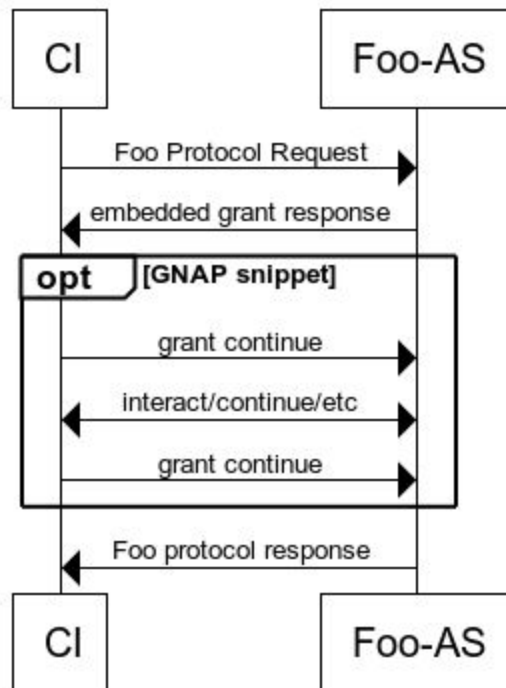 CI
Foo-AS
Foo Protocol Request
embedded grant response
opt [GNAP snippet]
grant continue
interact/continue/etc
grant continue
Foo protocol response
CI
Foo-AS